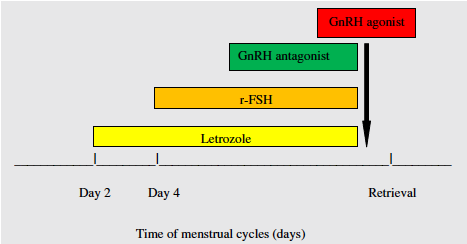 GnRH agonist
GnRH antagonist
r-FSH
Letrozole
Day 2 Day 4 Retrieval
Time of menstrual cycles (days)